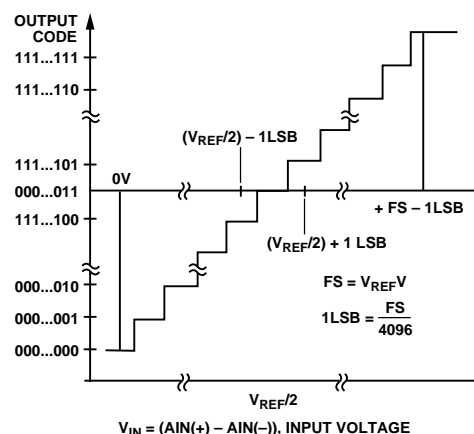 OUTPUT
CODE
111...111
111...110
(VREF/2) – 1LSB
111...101
0V
000...011
111...100
+ FS – 1LSB
(VREF/2) + 1 LSB
000...010
FS = VREFV
000...001
1LSB = FS
4096
000...000
VREF/2
VIN = (AIN(+) – AIN(–)), INPUT VOLTAGE